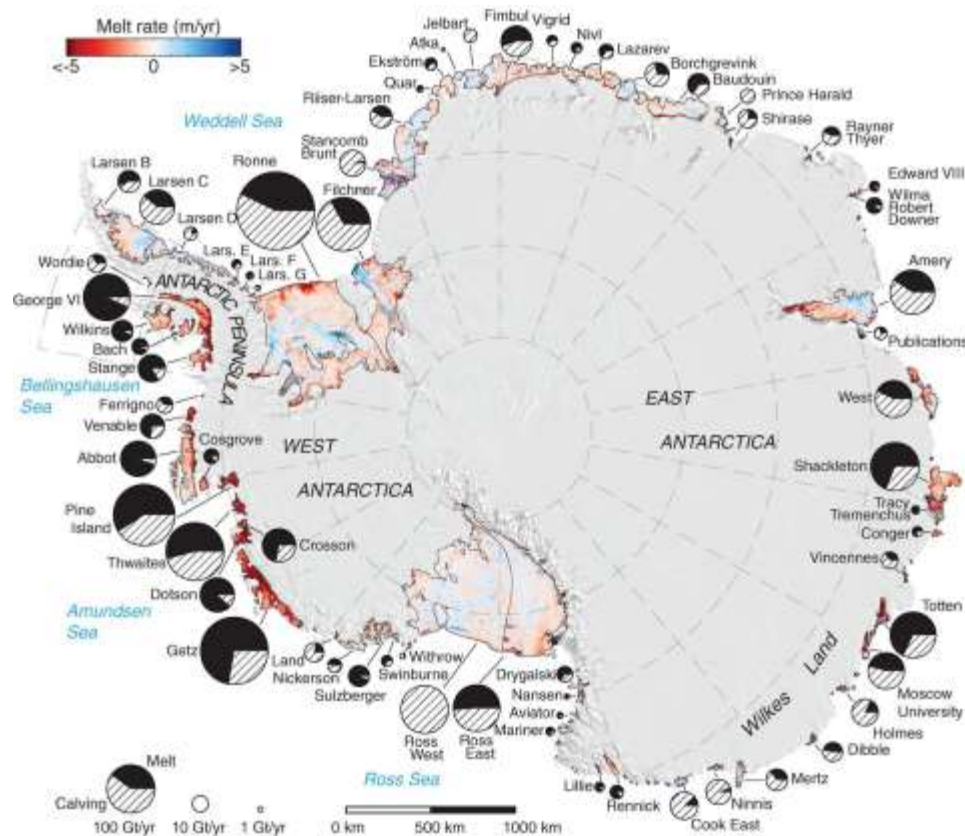 Melt rate (m/yr)
<-5 0 >5
Jelbart
Fimbul
Vigrid
Nivl
Lazarev
Atka
Ekström
Quar
Borchgrevink
Baudouin
Prince Harald
Shirase
Riiser-Larsen
Weddell Sea
Stancomb
Brunt
Rayner
Thyer
Larsen B
Larsen C
Larsen D
Ronne
Filchner
Edward VIII
Wilma
Robert
Downer
Lars. E
Lars. F
Lars. G
Wordie
George VI
Wilkins
Bach
Stange
ANTARCTIC PENINSULA
Amery
Publications
Bellingshausen
Sea
Ferrigno
Venable
Abbot
Cosgrove
WEST
ANTARCTICA
EAST
ANTARCTICA
West
Shackleton
Tracy
Tremenchus
Conger
Vincennes
Pine
Island
Thwaites
Crosson
Dotson
Amundsen
Sea
Getz
Totten
Moscow
University
Holmes
Dibble
Wilkes Land
Land
Nickerson
Sulzberger
Swinburne
Withrow
Drygalski
Nansen
Aviator
Mariner
Ross
West
Ross
East
Ross Sea
Lillie
Rennick
Cook East
Ninnis
Mertz
Melt
Calving
100 Gt/yr 10 Gt/yr 1 Gt/yr
0 km 500 km 1000 km